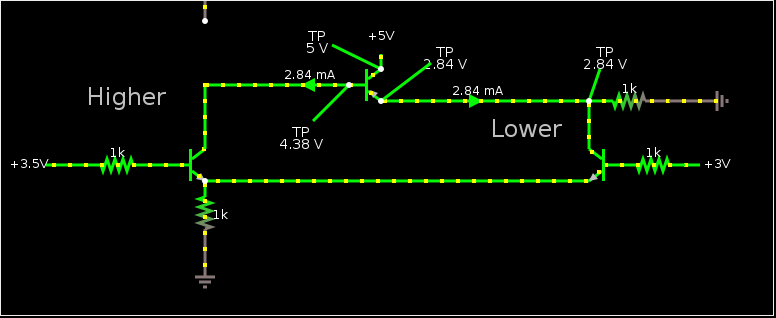 TP
5 V
+5V
TP
2.84 V
TP
2.84 V
2.84 mA
2.84 mA
1k
Higher
TP
4.38 V
Lower
+3.5V
1k
1k
+3V
1k